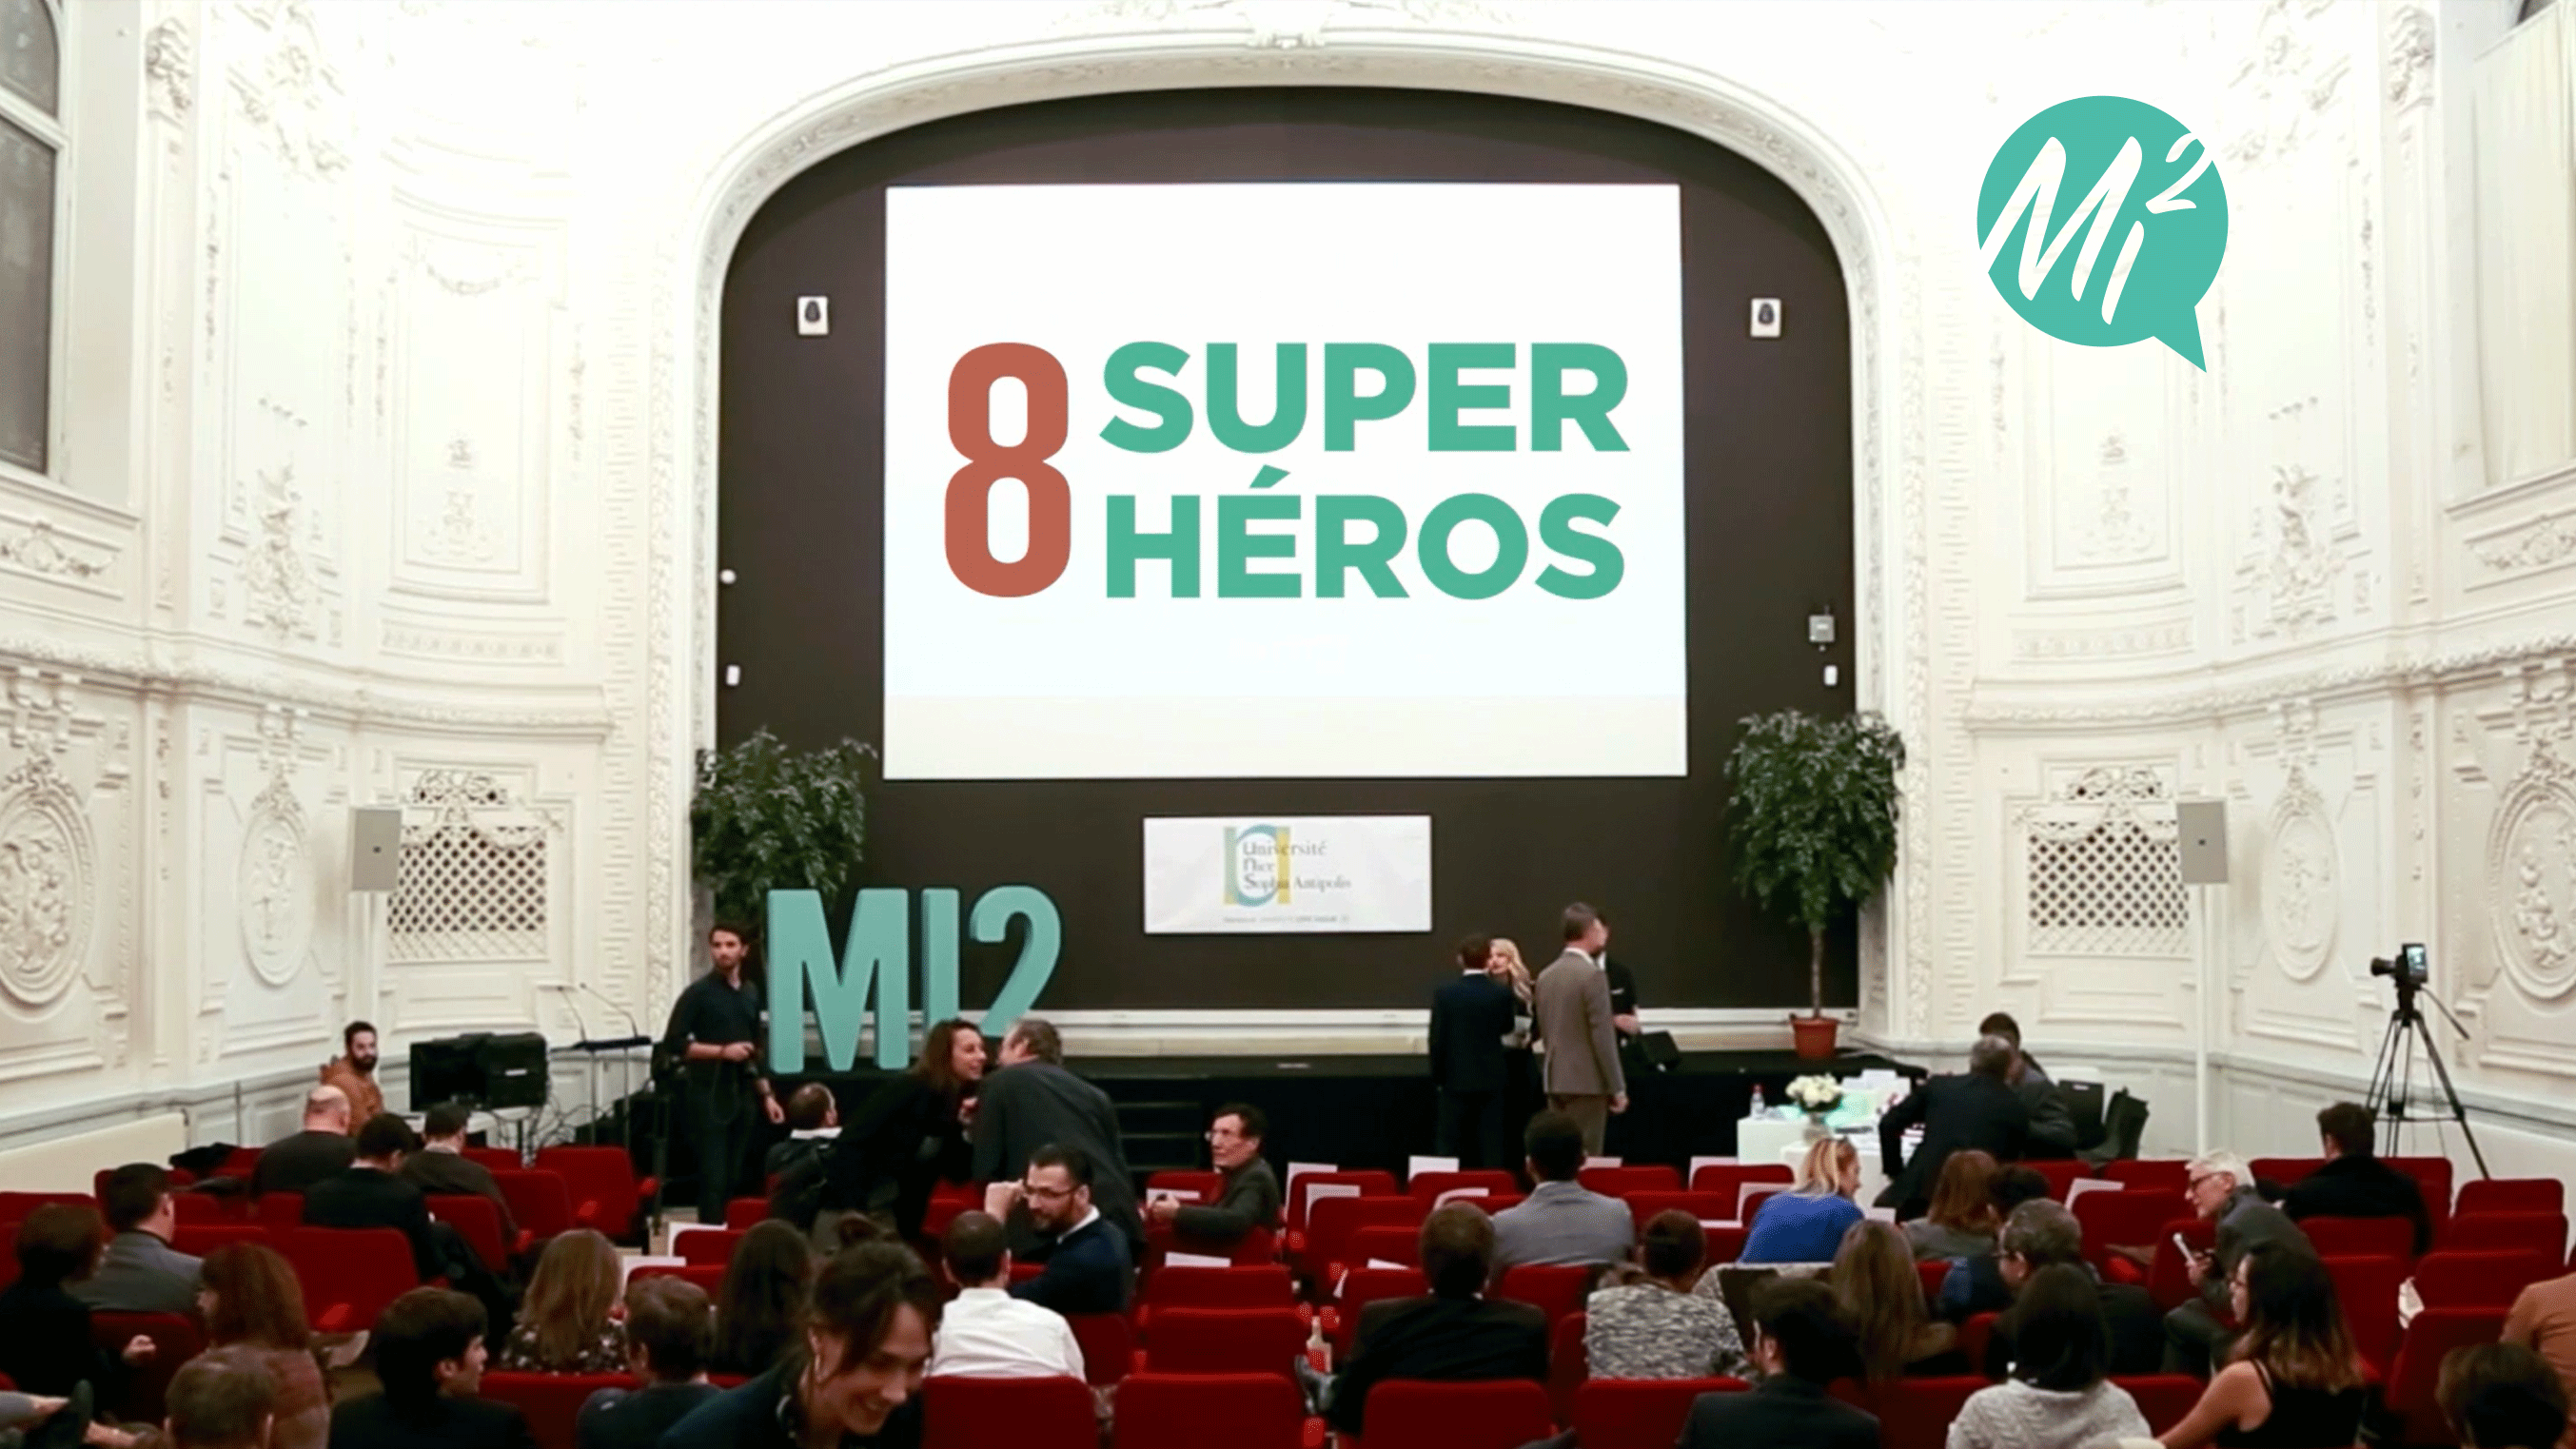 Mi²
8 SUPER
HÉROS
Université
Nice
Sophia Antipolis
MI2